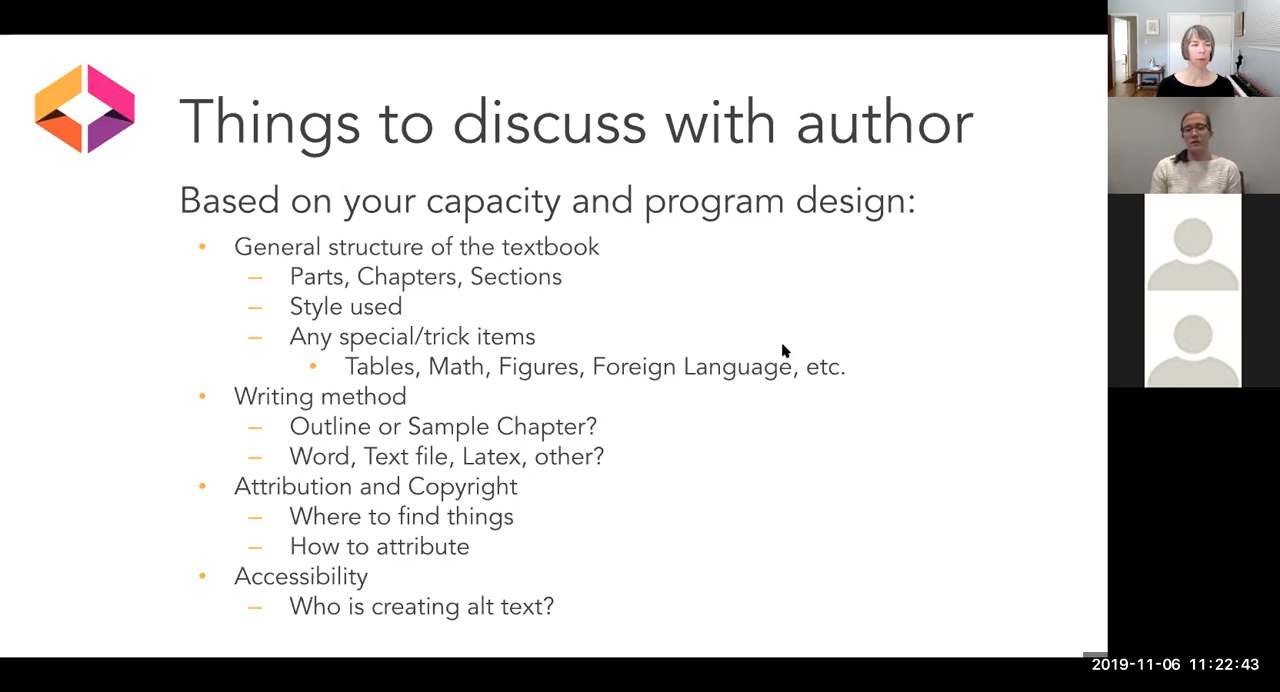 Things to discuss with author
Based on your capacity and program design:
• General structure of the textbook
– Parts, Chapters, Sections
– Style used
– Any special/trick items
• Tables, Math, Figures, Foreign Language, etc.
• Writing method
– Outline or Sample Chapter?
– Word, Text file, Latex, other?
• Attribution and Copyright
– Where to find things
– How to attribute
• Accessibility
– Who is creating alt text?
2019-11-06 11:22:43